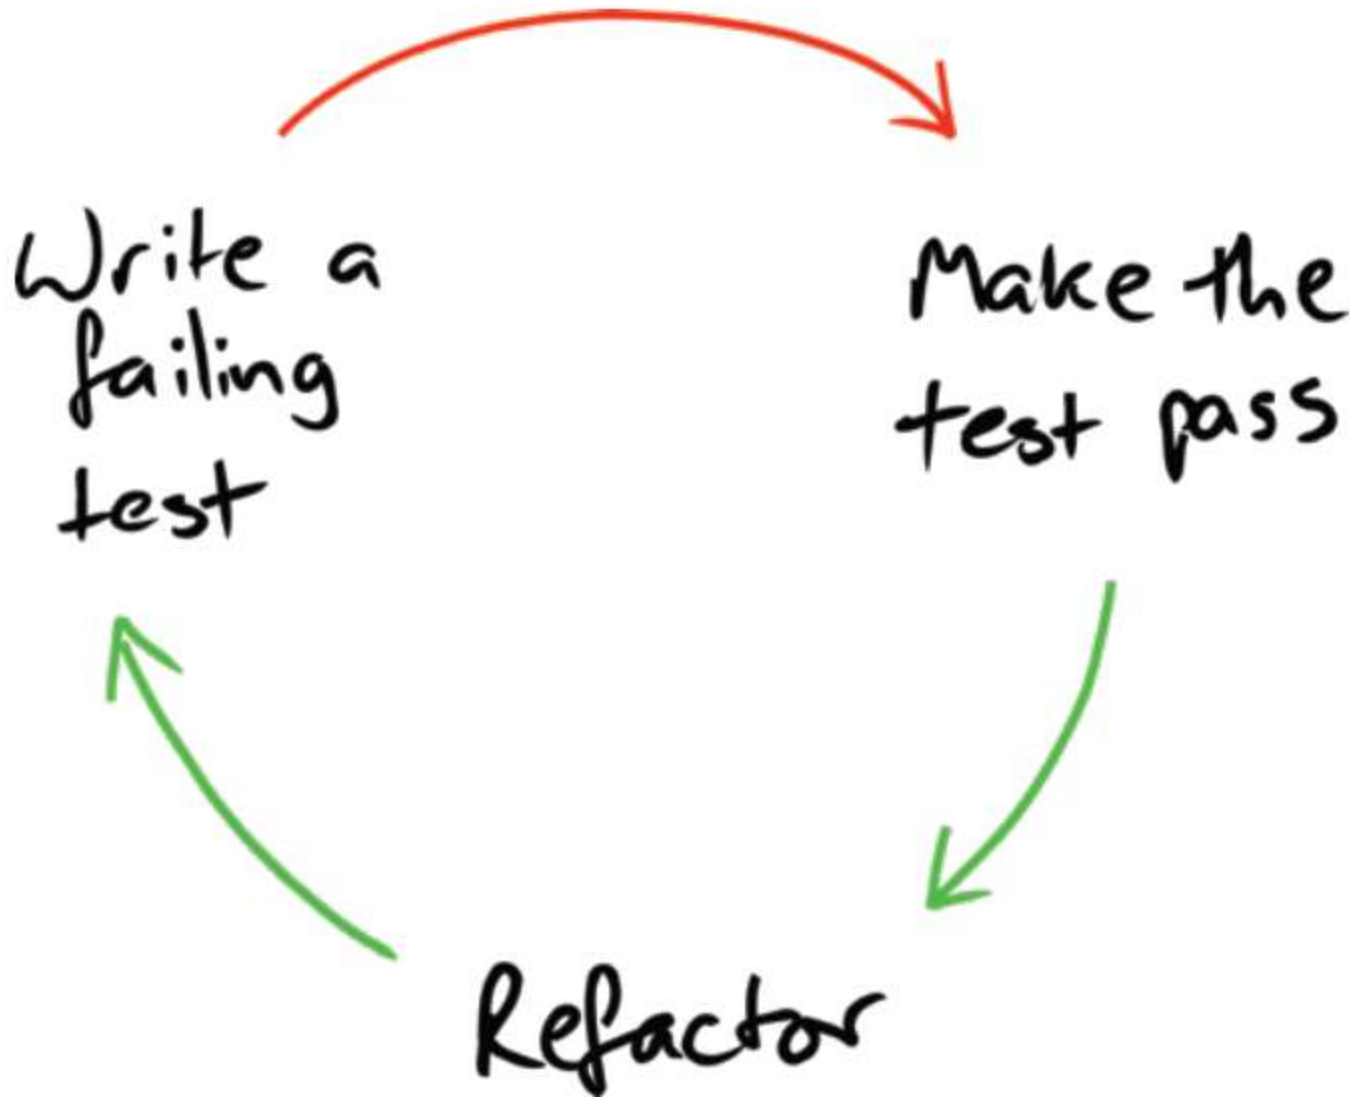 Write a
failing
test
Make the
test pass
Refactor